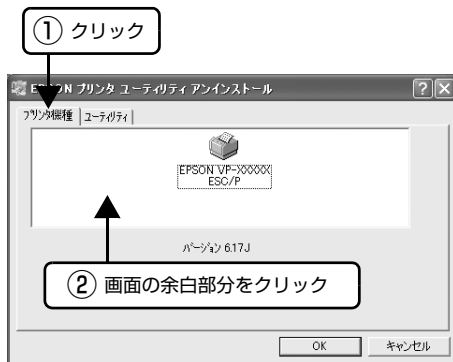 ① クリック
EPSON プリンタ ユーティリティ アンインストール
プリンタ機種 ユーティリティ
EPSON VP-XXXXX
ESC/P
バージョン 6.17J
② 画面の余白部分をクリック
OK キャンセル